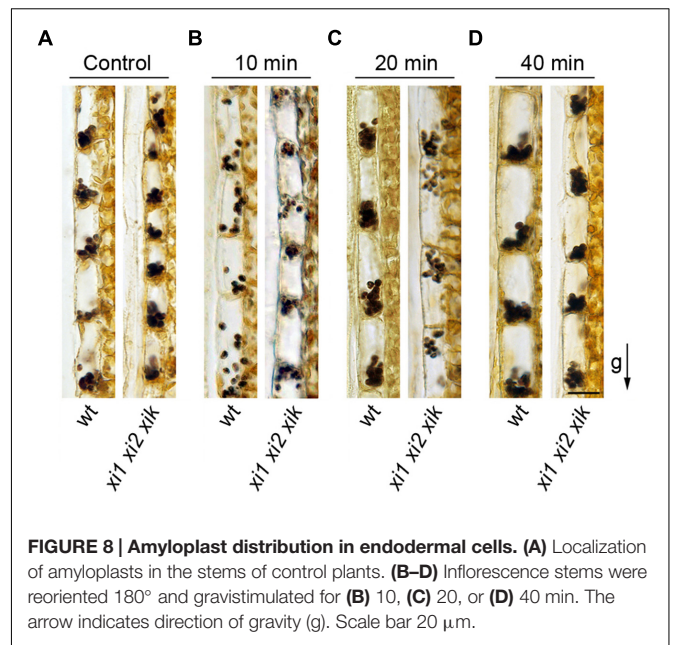 A B C D
Control 10 min 20 min 40 min
g
wt xi1 xi2 xik wt xi1 xi2 xik wt xi1 xi2 xik wt xi1 xi2 xik
FIGURE 8 | Amyloplast distribution in endodermal cells. (A) Localization
of amyloplasts in the stems of control plants. (B–D) Inflorescence stems were
reoriented 180° and gravistimulated for (B) 10, (C) 20, or (D) 40 min. The
arrow indicates direction of gravity (g). Scale bar 20 μm.